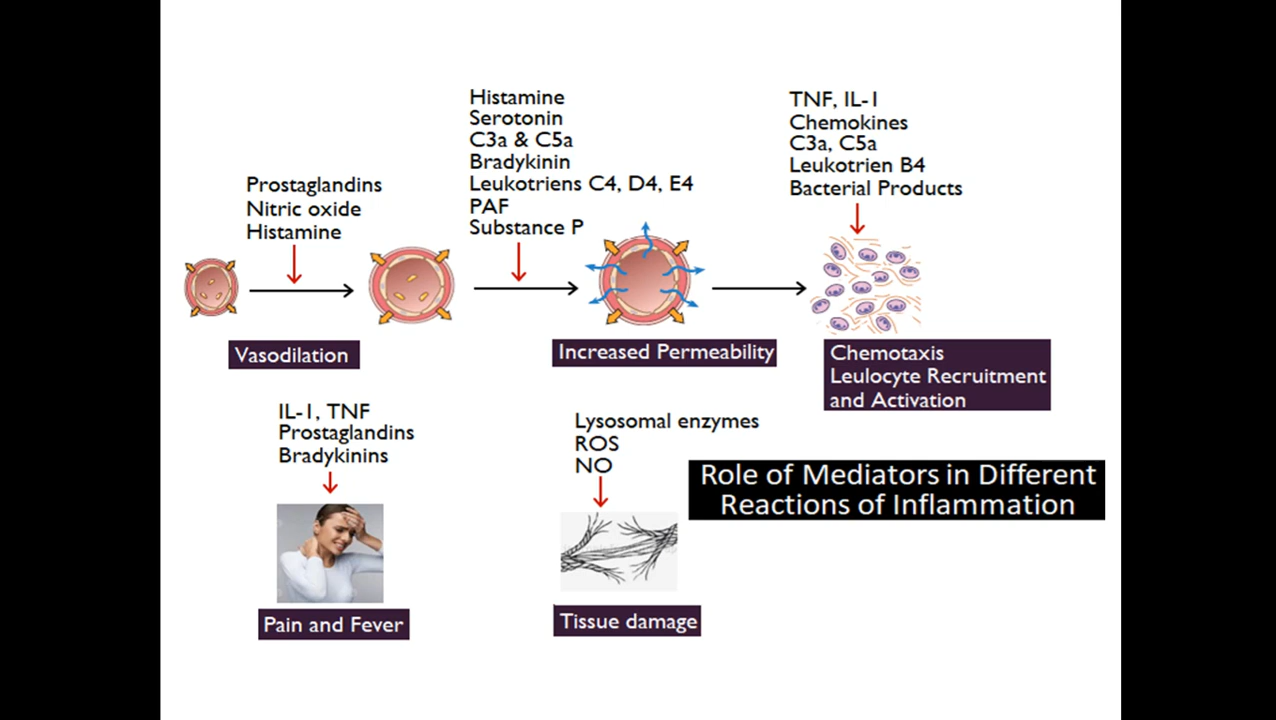 Prostaglandins
Nitric oxide
Histamine
Histamine
Serotonin
C3a & C5a
Bradykinin
Leukotriens C4, D4, E4
PAF
Substance P
TNF, IL-1
Chemokines
C3a, C5a
Leukotrien B4
Bacterial Products
Vasodilation
Increased Permeability
Chemotaxis
Leulocyte Recruitment
and Activation
IL-1, TNF
Prostaglandins
Bradykinins
Pain and Fever
Lysosomal enzymes
ROS
NO
Tissue damage
Role of Mediators in Different
Reactions of Inflammation